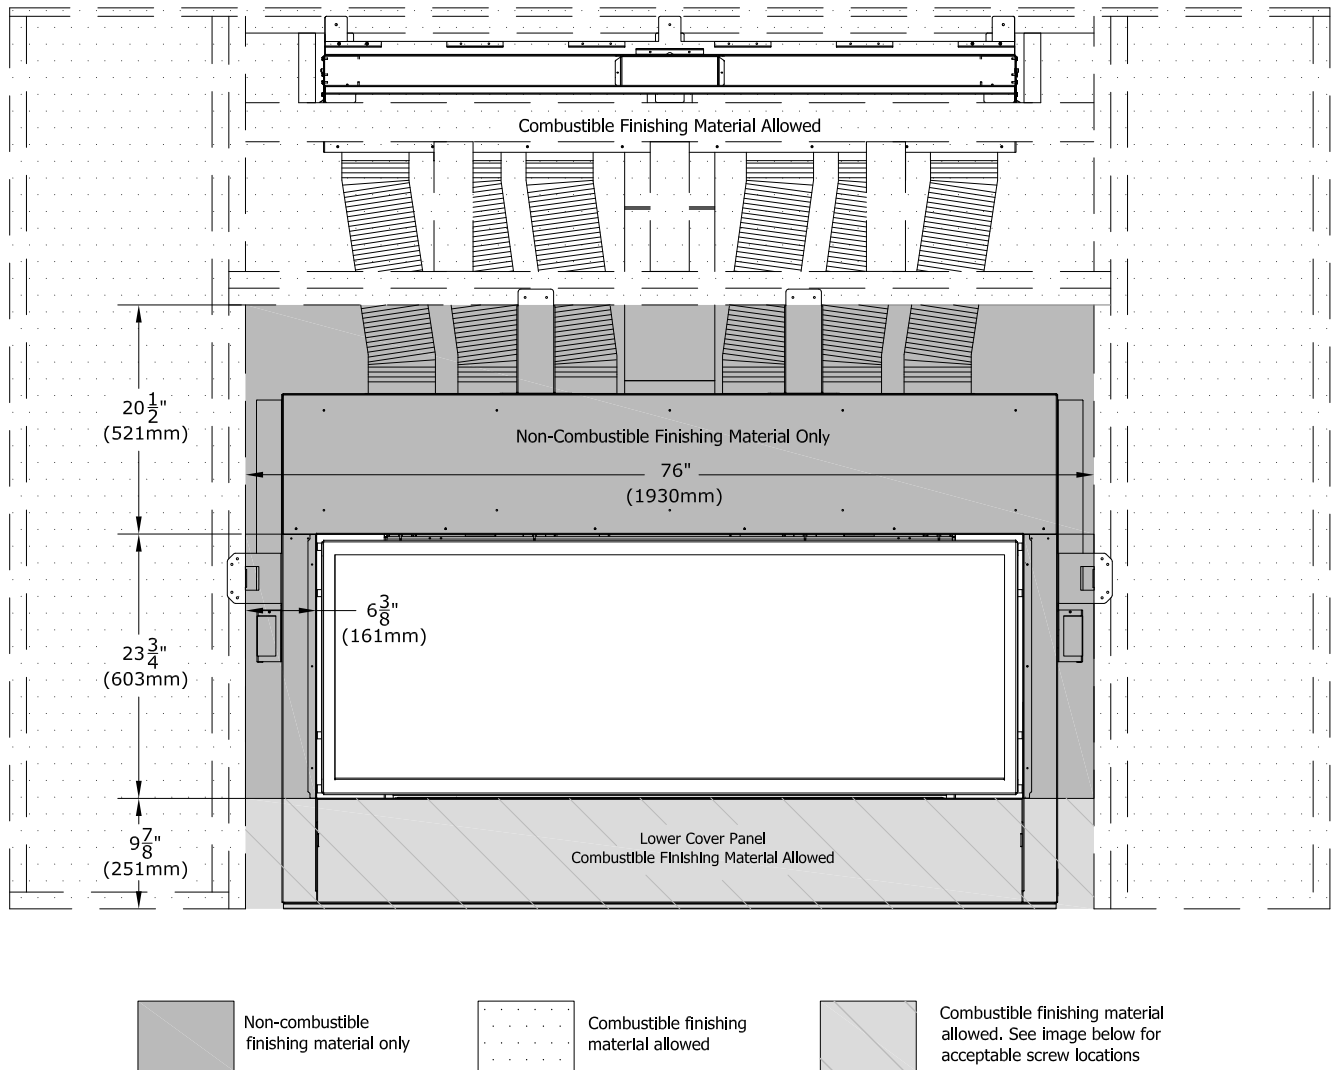 Combustible Finishing Material Allowed
20 1/2"
(521mm)
Non-Combustible Finishing Material Only
76"
(1930mm)
6 3/8"
(161mm)
23 3/4"
(603mm)
9 7/8"
(251mm)
Lower Cover Panel
Combustible Finishing Material Allowed
Non-combustible
finishing material only
Combustible finishing
material allowed
Combustible finishing material
allowed. See image below for
acceptable screw locations